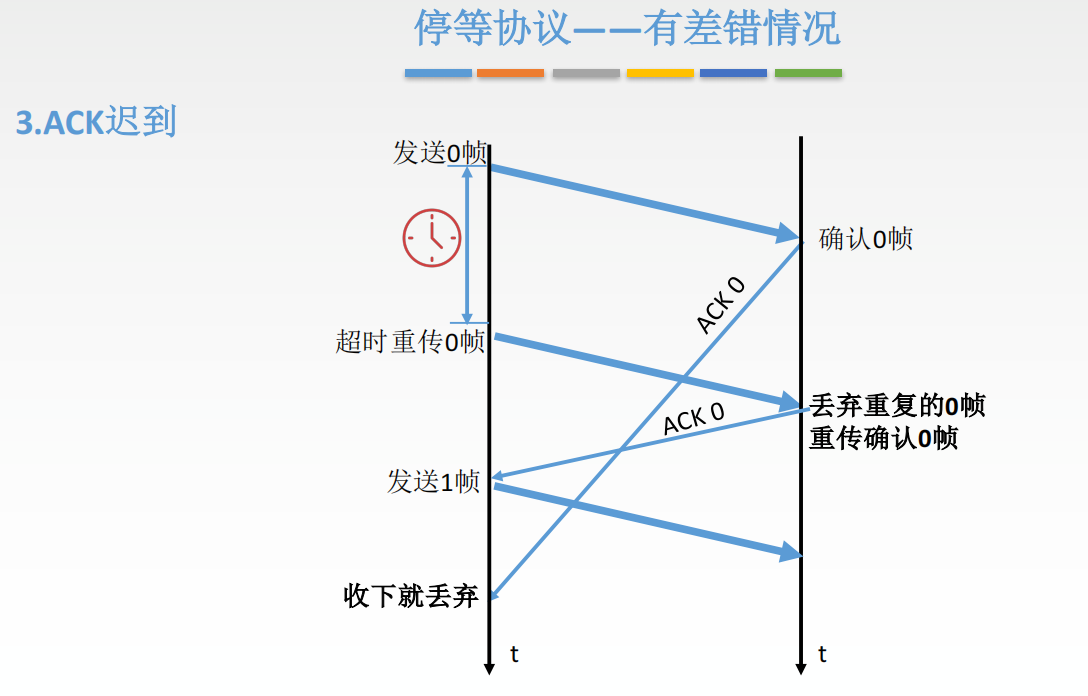 停等协议——有差错情况
3.ACK迟到
发送0帧
确认0帧
ACK 0
超时重传0帧
丢弃重复的0帧
重传确认0帧
ACK 0
发送1帧
收下就丢弃
t
t